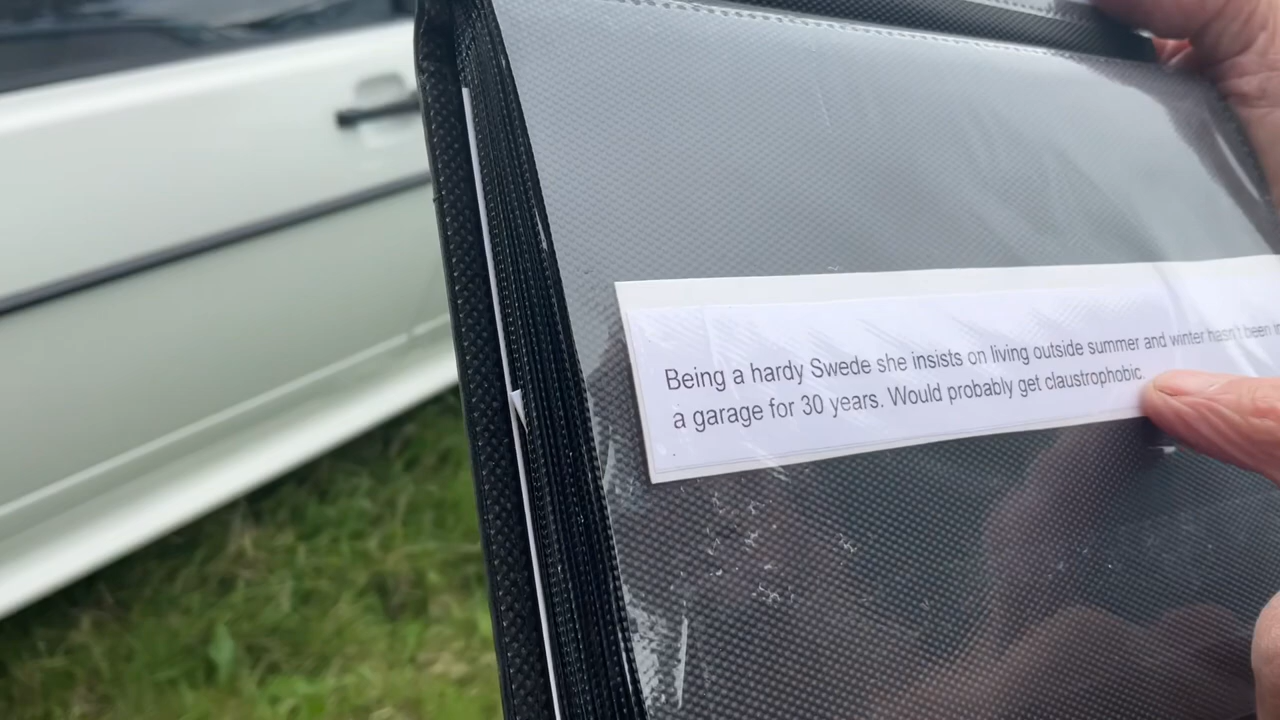 Being a hardy Swede she insists on living outside summer and winter hasn't been in
a garage for 30 years. Would probably get claustrophobic.